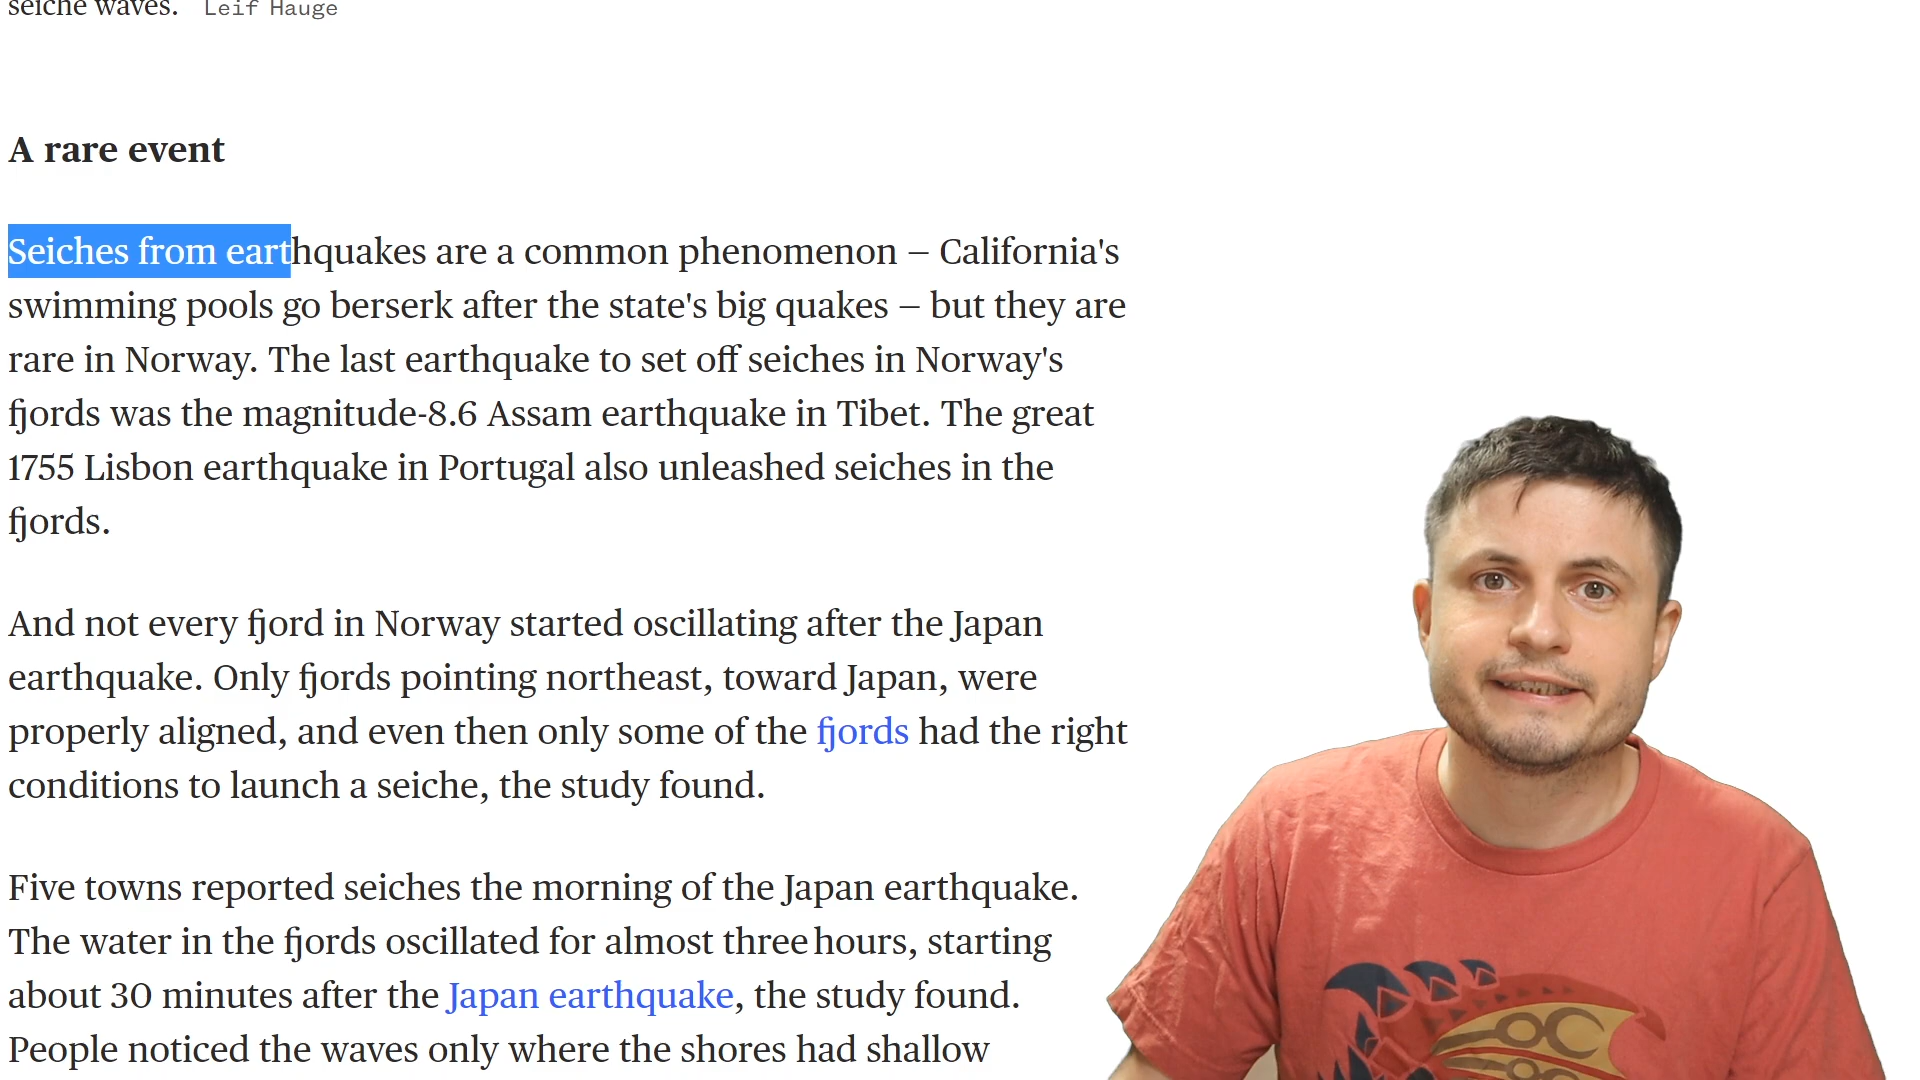 seiche waves. Leif Hauge
A rare event
Seiches from earthquakes are a common phenomenon – California's
swimming pools go berserk after the state's big quakes – but they are
rare in Norway. The last earthquake to set off seiches in Norway's
fjords was the magnitude-8.6 Assam earthquake in Tibet. The great
1755 Lisbon earthquake in Portugal also unleashed seiches in the
fjords.
And not every fjord in Norway started oscillating after the Japan
earthquake. Only fjords pointing northeast, toward Japan, were
properly aligned, and even then only some of the fjords had the right
conditions to launch a seiche, the study found.
Five towns reported seiches the morning of the Japan earthquake.
The water in the fjords oscillated for almost three hours, starting
about 30 minutes after the Japan earthquake, the study found.
People noticed the waves only where the shores had shallow